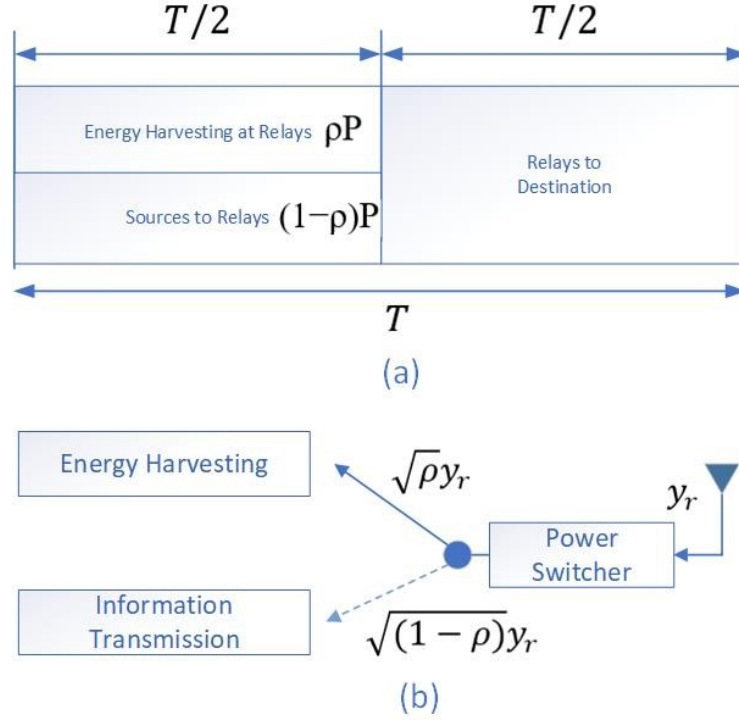 T/2 T/2
Energy Harvesting at Relays ρP
Sources to Relays (1−ρ)P
Relays to
Destination
T
(a)
Energy Harvesting
√ρy_r
y_r
Power
Switcher
Information
Transmission
√(1 − ρ)y_r
(b)